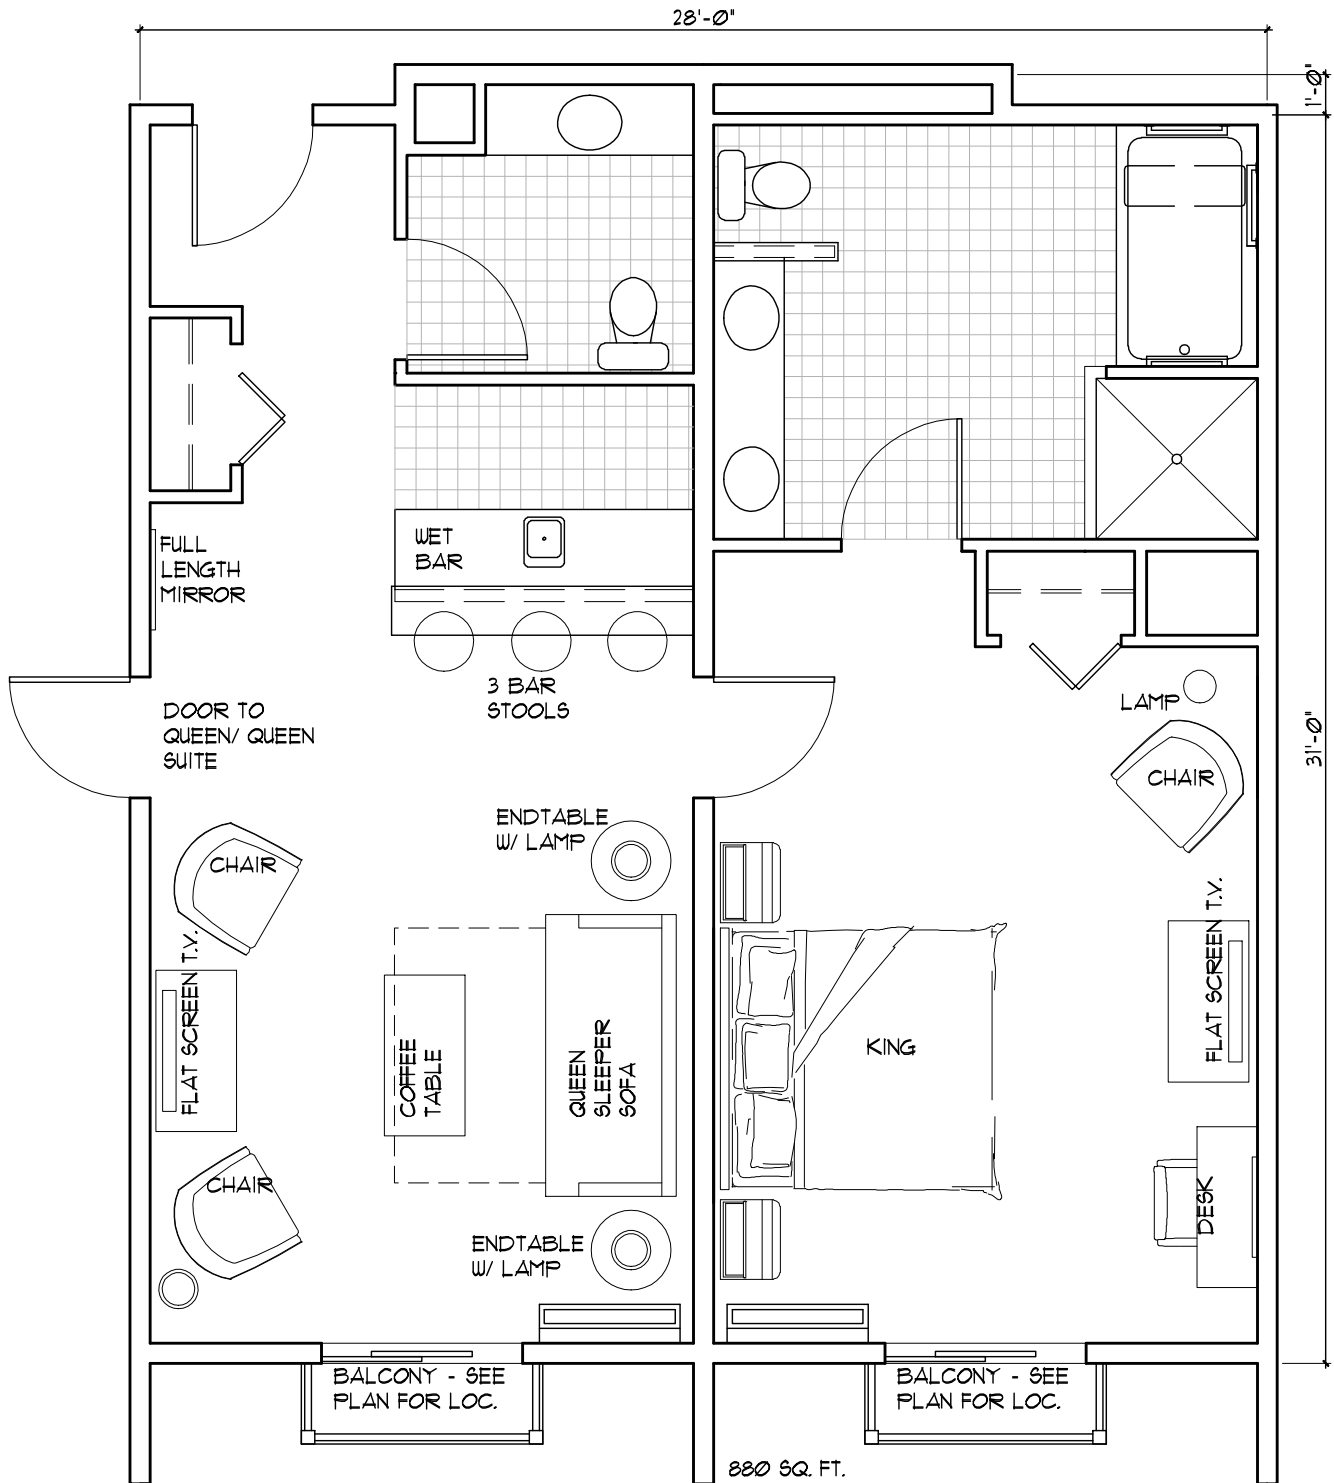 28'-0"
1'-0"
WET
BAR
FULL
LENGTH
MIRROR
3 BAR
STOOLS
LAMP
DOOR TO
QUEEN/ QUEEN
SUITE
31'-0"
CHAIR
ENDTABLE
W/ LAMP
CHAIR
FLAT SCREEN T.V.
FLAT SCREEN T.V.
COFFEE
TABLE
QUEEN
SLEEPER
SOFA
KING
CHAIR
DESK
ENDTABLE
W/ LAMP
BALCONY - SEE
PLAN FOR LOC.
BALCONY - SEE
PLAN FOR LOC.
880 SQ. FT.